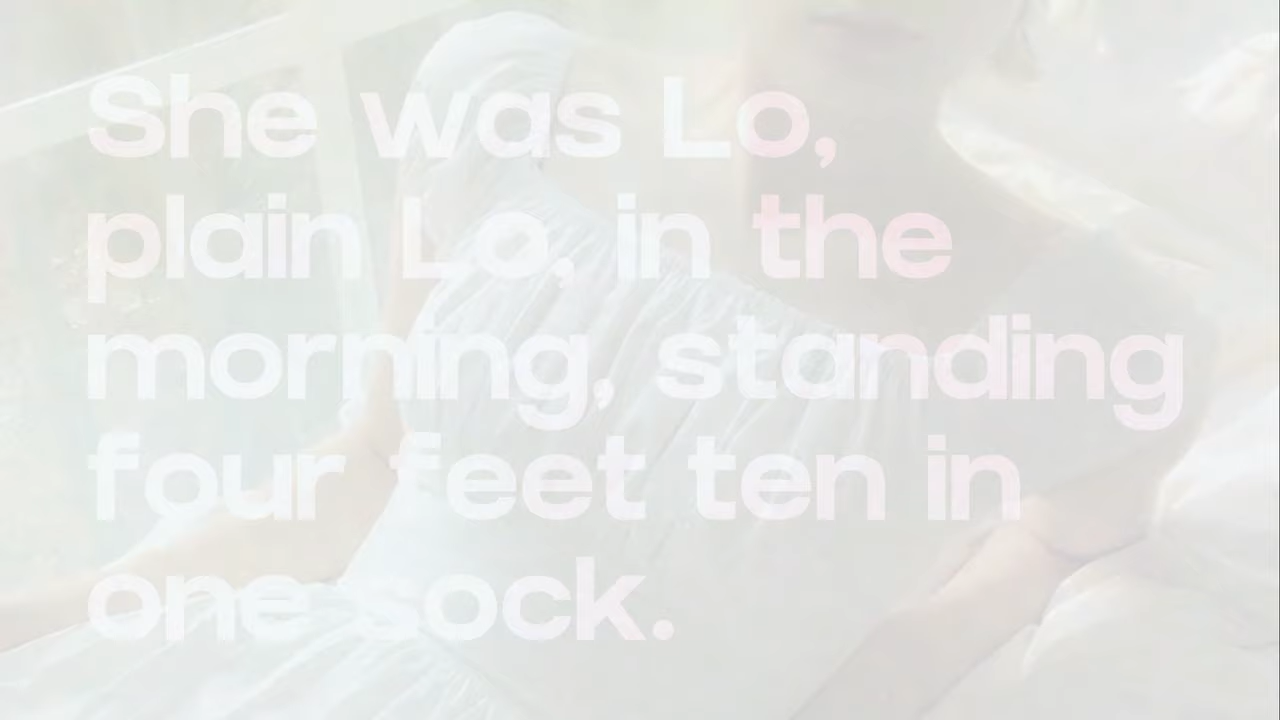 She was Lo,
plain Lo, in the
morning, standing
four feet ten in
one sock.